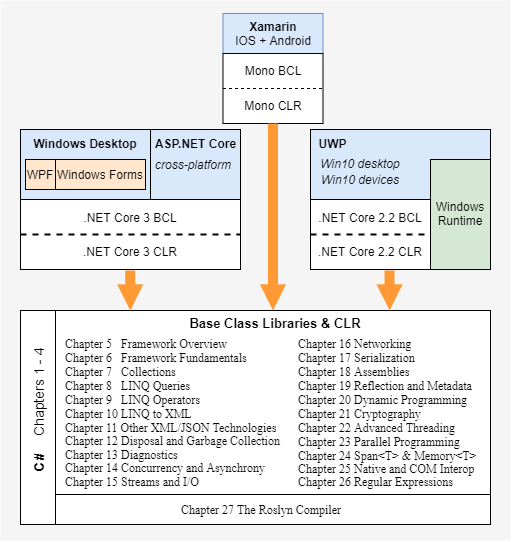 Xamarin
IOS + Android
Mono BCL
Mono CLR
Windows Desktop
WPF
Windows Forms
ASP.NET Core
cross-platform
.NET Core 3 BCL
.NET Core 3 CLR
UWP
Win10 desktop
Win10 devices
Windows
Runtime
.NET Core 2.2 BCL
.NET Core 2.2 CLR
C# Chapters 1 - 4
Base Class Libraries & CLR
Chapter 5 Framework Overview
Chapter 6 Framework Fundamentals
Chapter 7 Collections
Chapter 8 LINQ Queries
Chapter 9 LINQ Operators
Chapter 10 LINQ to XML
Chapter 11 Other XML/JSON Technologies
Chapter 12 Disposal and Garbage Collection
Chapter 13 Diagnostics
Chapter 14 Concurrency and Asynchrony
Chapter 15 Streams and I/O
Chapter 16 Networking
Chapter 17 Serialization
Chapter 18 Assemblies
Chapter 19 Reflection and Metadata
Chapter 20 Dynamic Programming
Chapter 21 Cryptography
Chapter 22 Advanced Threading
Chapter 23 Parallel Programming
Chapter 24 Span<T> & Memory<T>
Chapter 25 Native and COM Interop
Chapter 26 Regular Expressions
Chapter 27 The Roslyn Compiler